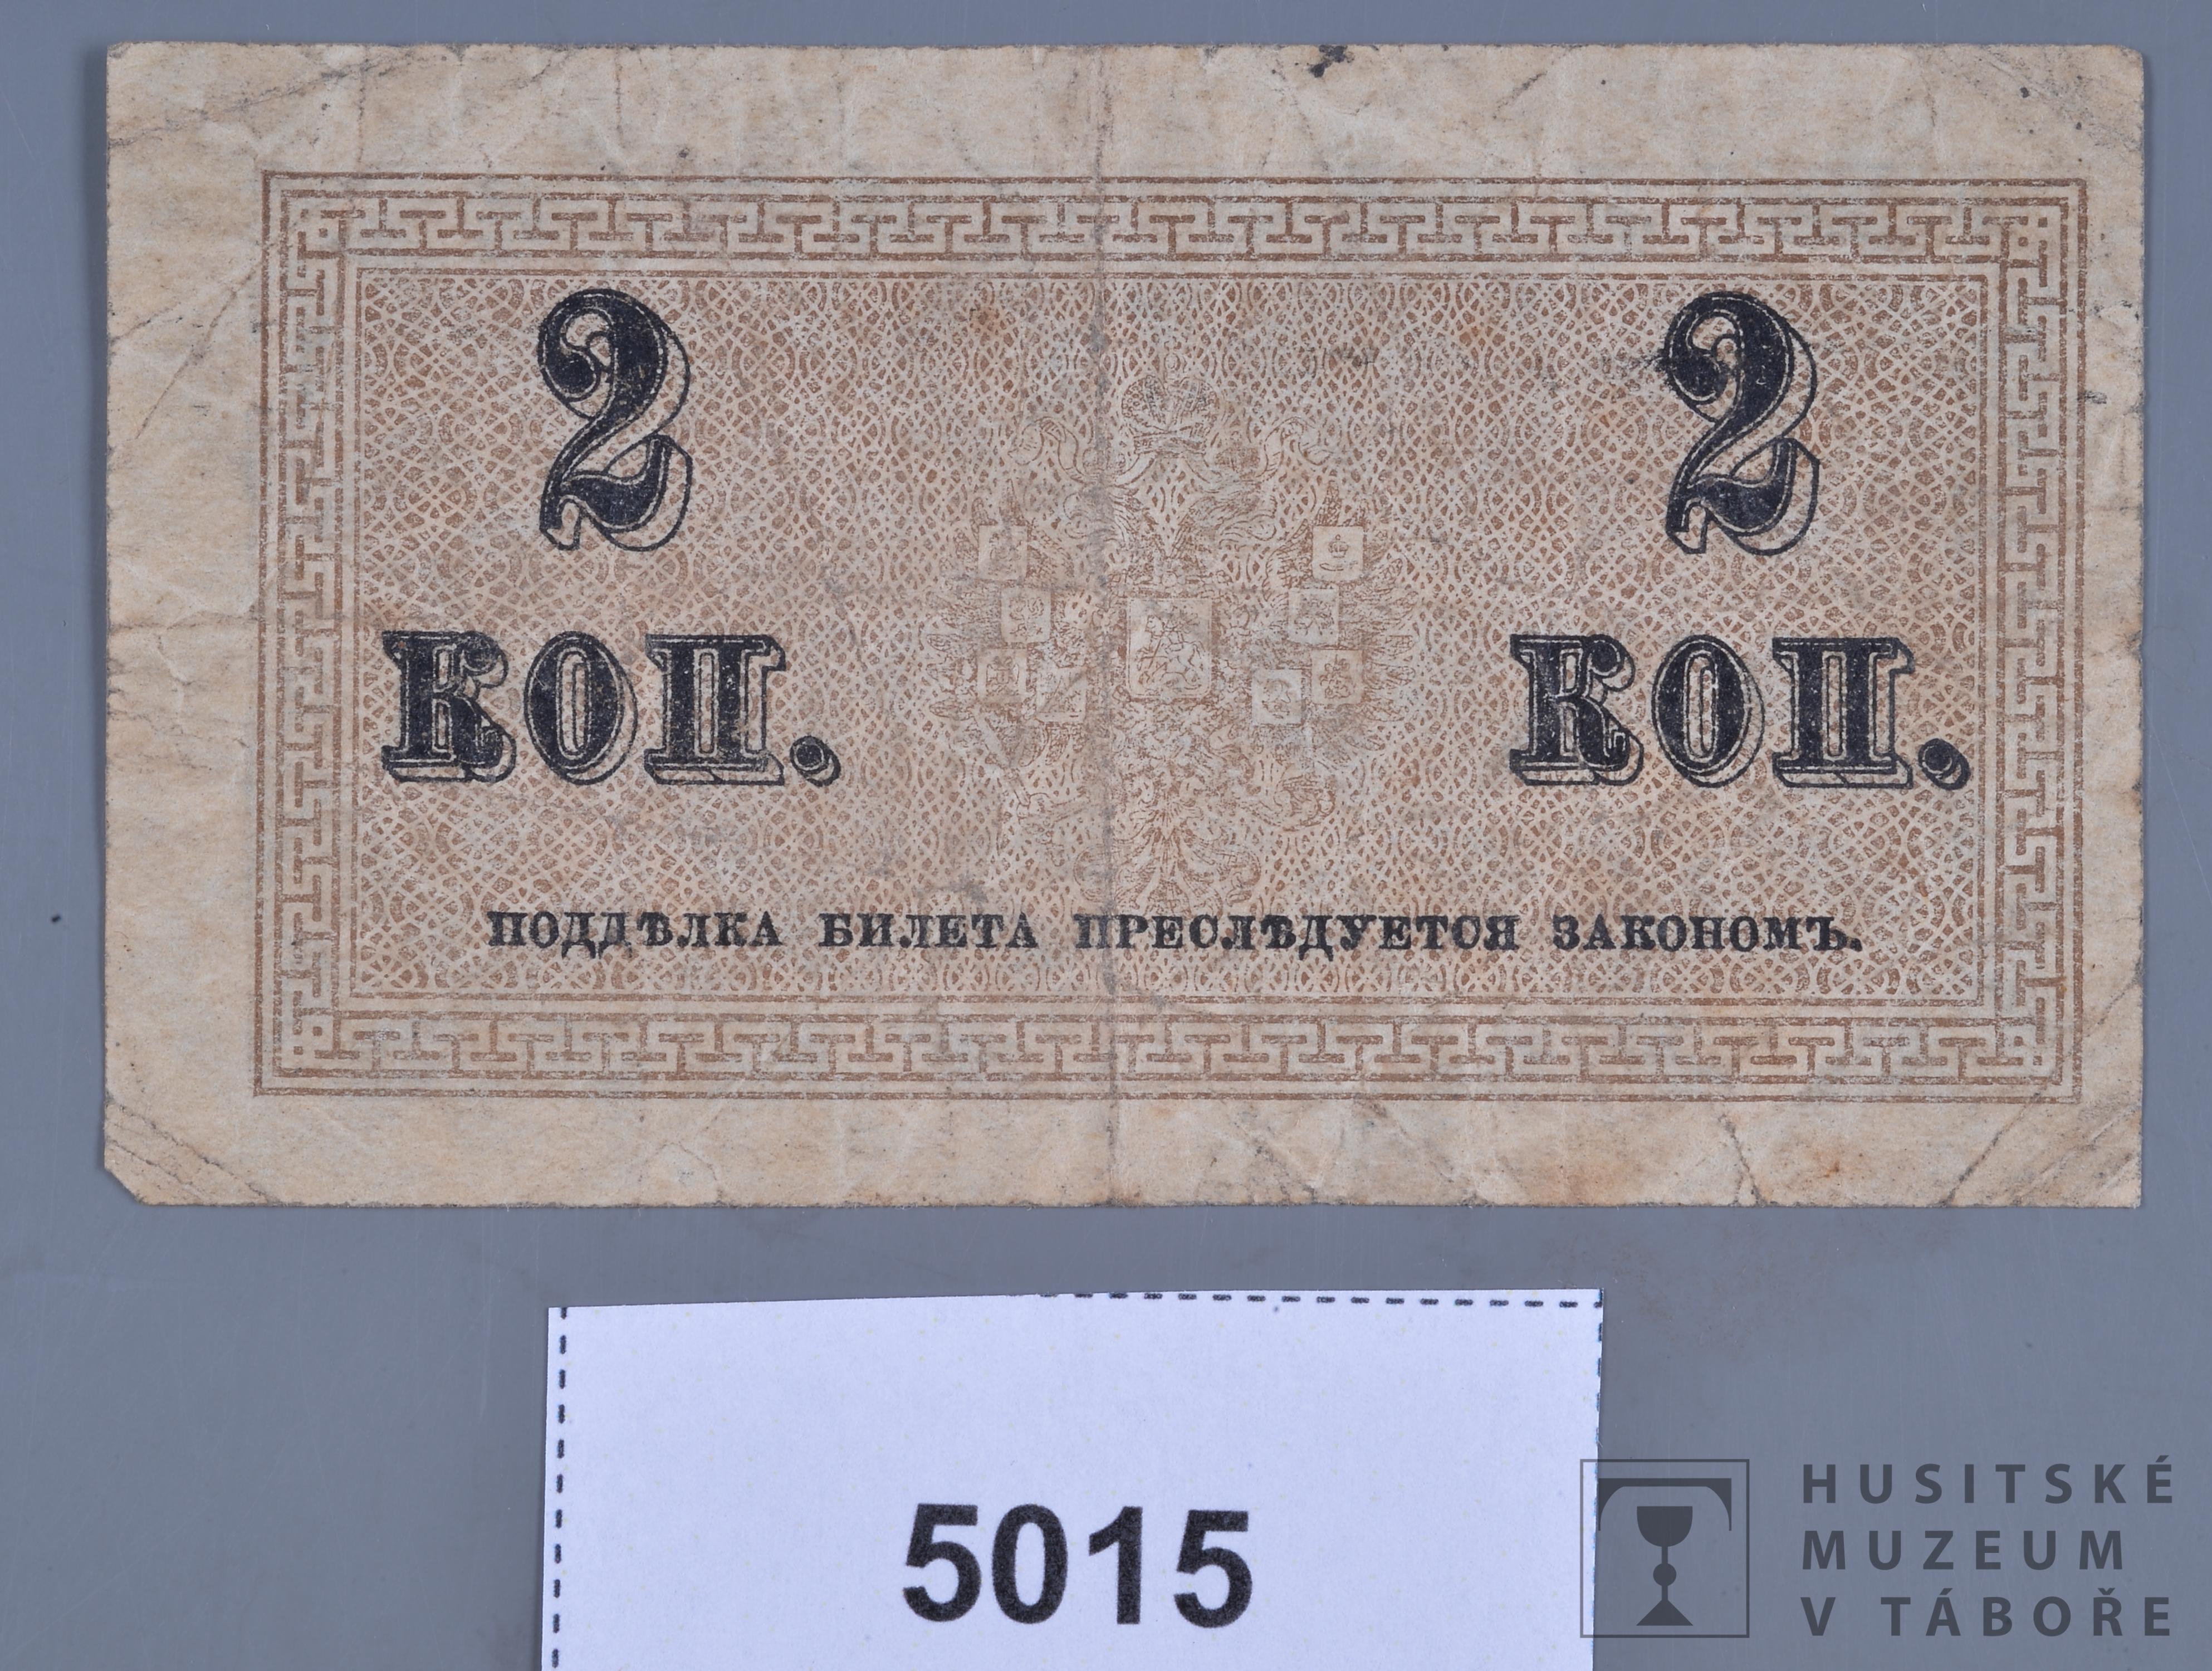 2 2
КОП. КОП.
ПОДДѢЛКА БИЛЕТА ПРЕСЛѢДУЕТСЯ ЗАКОНОМЪ.
5015
HUSITSKÉ
MUZEUM
V TÁBOŘE